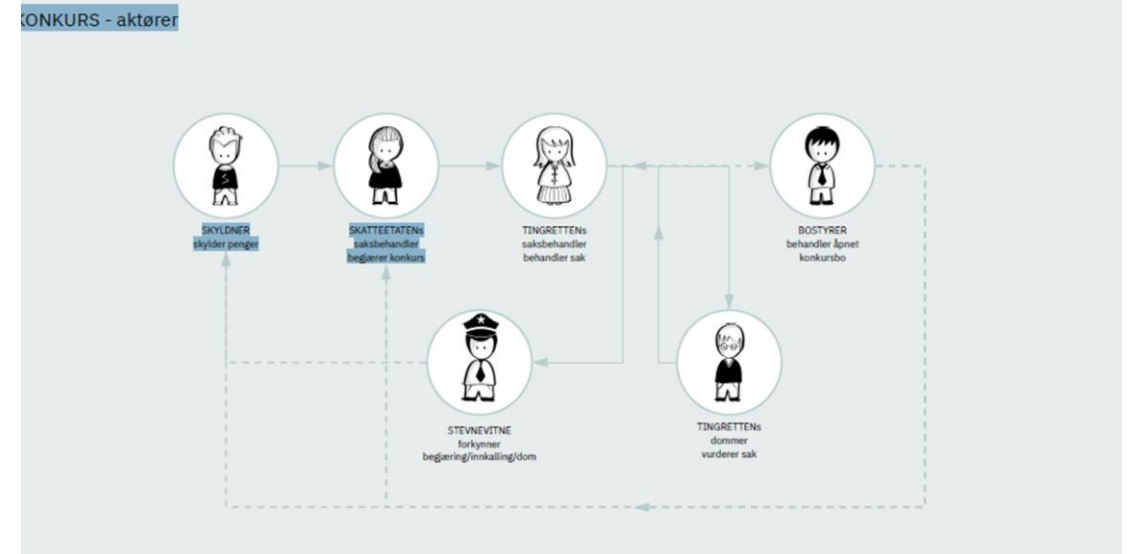 KONKURS - aktører
SKYLDNER
skylder penger
SKATTEETATENs
saksbehandler
begjærer konkurs
TINGRETTENs
saksbehandler
behandler sak
BOSTYRER
behandler åpnet
konkursbo
STEVNEVITNE
forkynner
begjæring/innkalling/dom
TINGRETTENs
dommer
vurderer sak